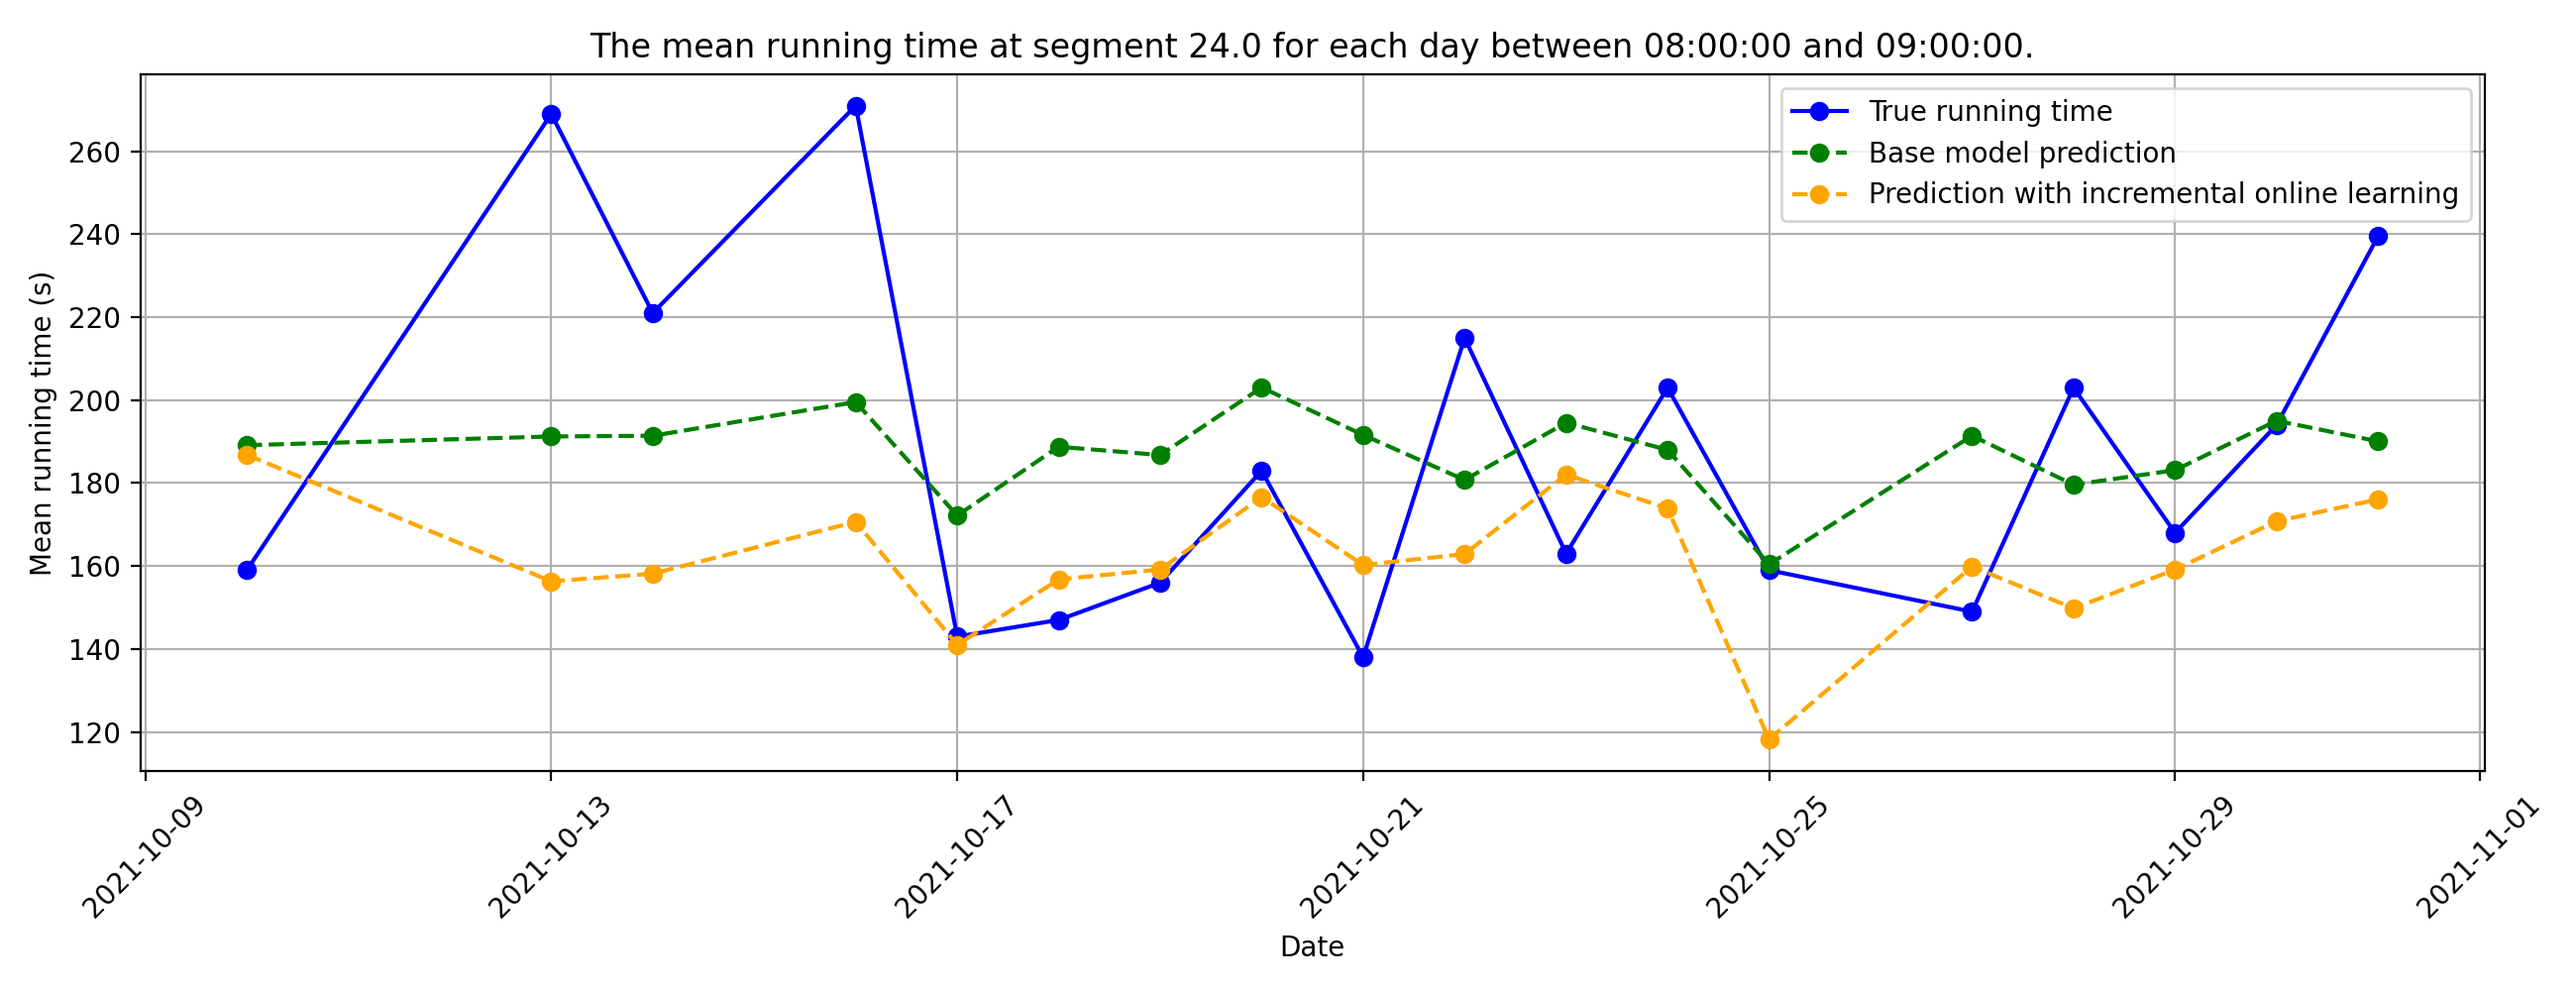 The mean running time at segment 24.0 for each day between 08:00:00 and 09:00:00.
True running time
Base model prediction
Prediction with incremental online learning
Mean running time (s)
260
240
220
200
180
160
140
120
2021-10-09
2021-10-13
2021-10-17
2021-10-21
2021-10-25
2021-10-29
2021-11-01
Date